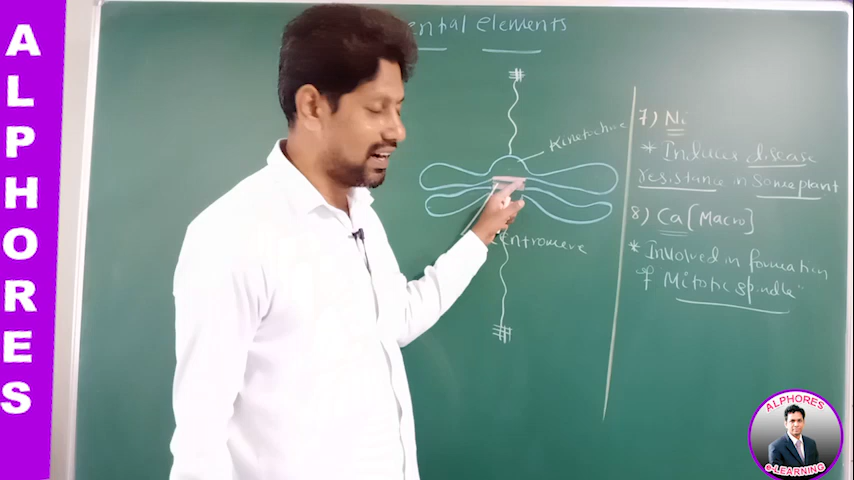 ALPHORES
ental elements
Kinetochore
Centromere
7) Ni
* Induces disease
resistance in some plant
8) Ca [Macro]
* Involved in formation
of Mitotic spindle"
ALPHORES
e-LEARNING